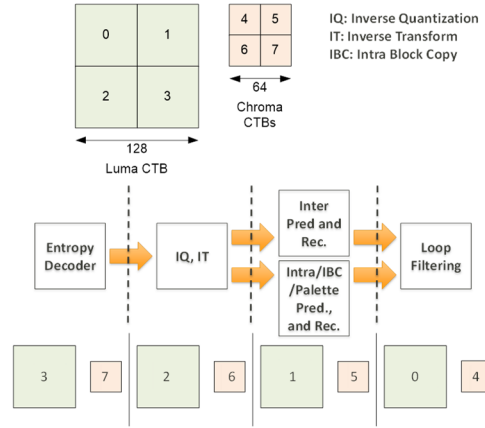 0 1
2 3
4 5
6 7
IQ: Inverse Quantization
IT: Inverse Transform
IBC: Intra Block Copy
64
Chroma
CTBs
128
Luma CTB
Entropy
Decoder
IQ, IT
Inter
Pred and
Rec.
Intra/IBC
/Palette
Pred.,
and Rec.
Loop
Filtering
3 7 2 6 1 5 0 4